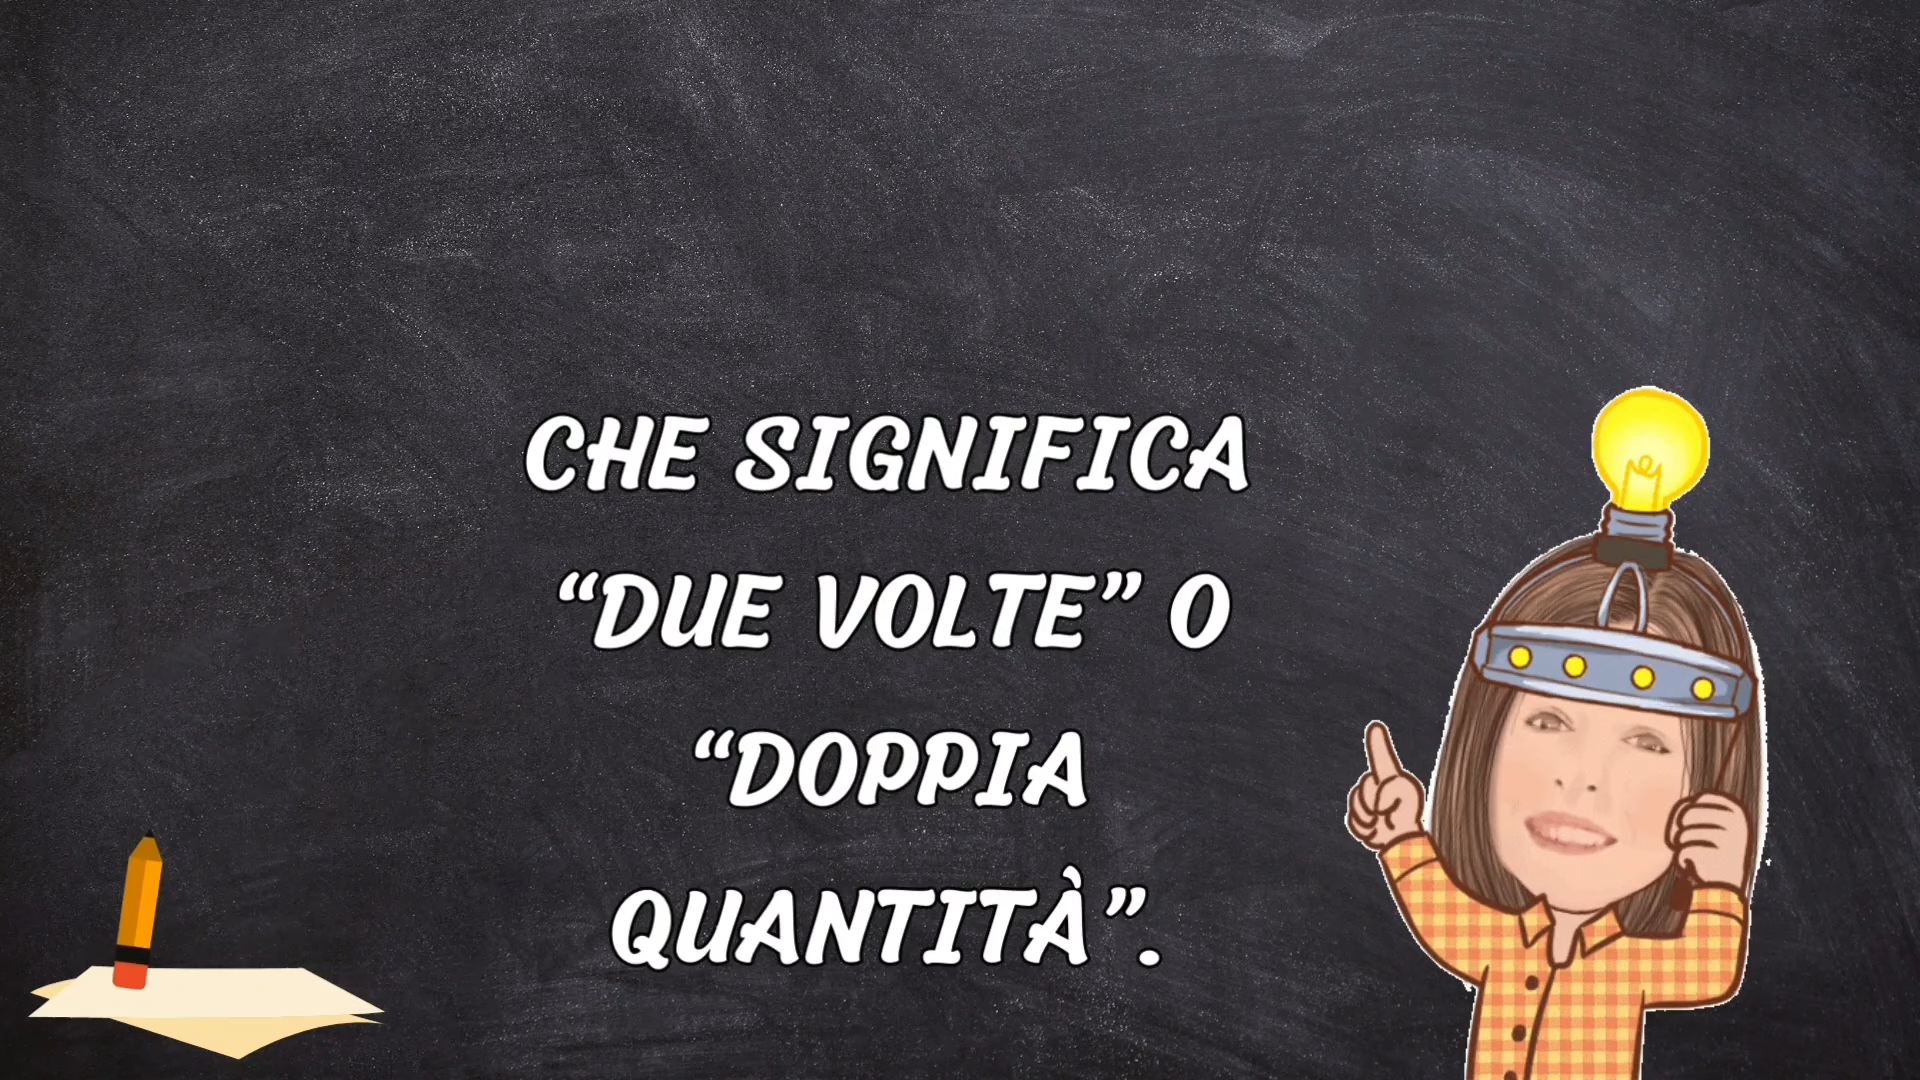 CHE SIGNIFICA
“DUE VOLTE” O
“DOPPIA
QUANTITÀ”.